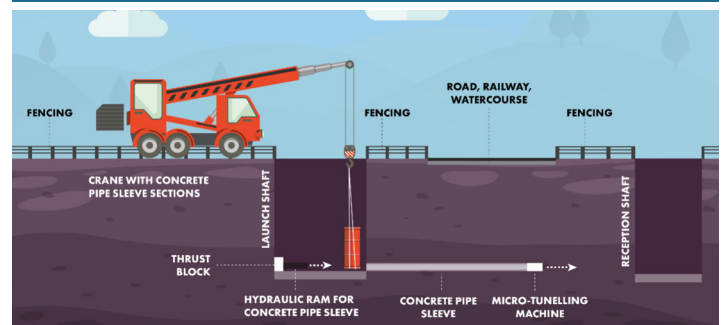 ROAD, RAILWAY,
WATERCOURSE
FENCING
FENCING
FENCING
CRANE WITH CONCRETE
PIPE SLEEVE SECTIONS
LAUNCH SHAFT
RECEPTION SHAFT
THRUST
BLOCK
HYDRAULIC RAM FOR
CONCRETE PIPE SLEEVE
CONCRETE PIPE
SLEEVE
MICRO-TUNELLING
MACHINE